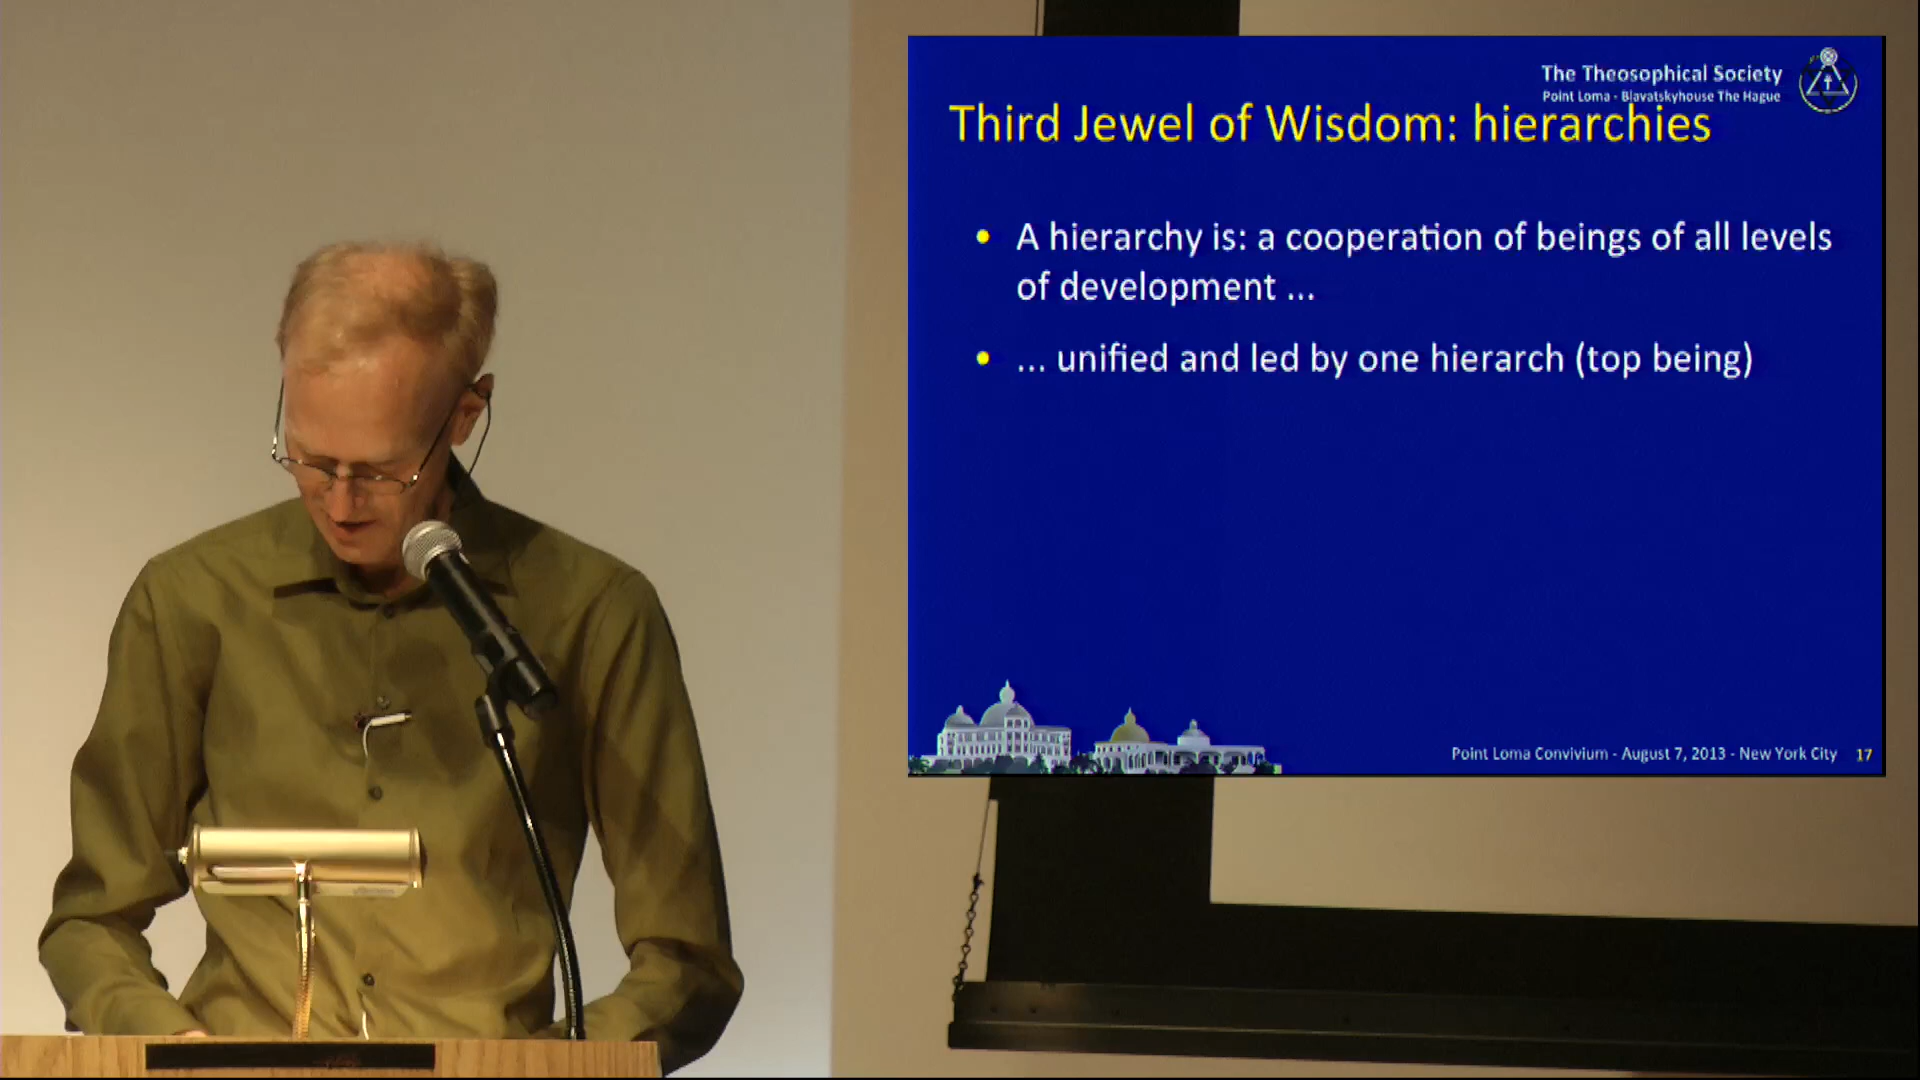 The Theosophical Society
Point Loma - Blavatskyhouse The Hague
Third Jewel of Wisdom: hierarchies
• A hierarchy is: a cooperation of beings of all levels
of development ...
• ... unified and led by one hierarch (top being)
Point Loma Convivium - August 7, 2013 - New York City 17